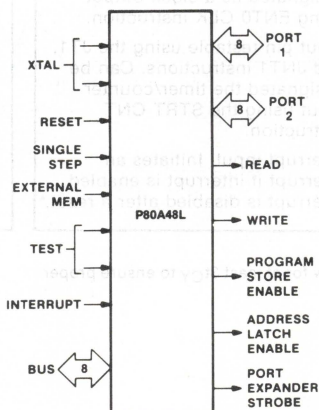 XTAL
RESET
SINGLE
STEP
EXTERNAL
MEM
TEST
INTERRUPT
BUS
8
P80A48L
8
PORT
1
8
PORT
2
READ
WRITE
PROGRAM
STORE
ENABLE
ADDRESS
LATCH
ENABLE
PORT
EXPANDER
STROBE